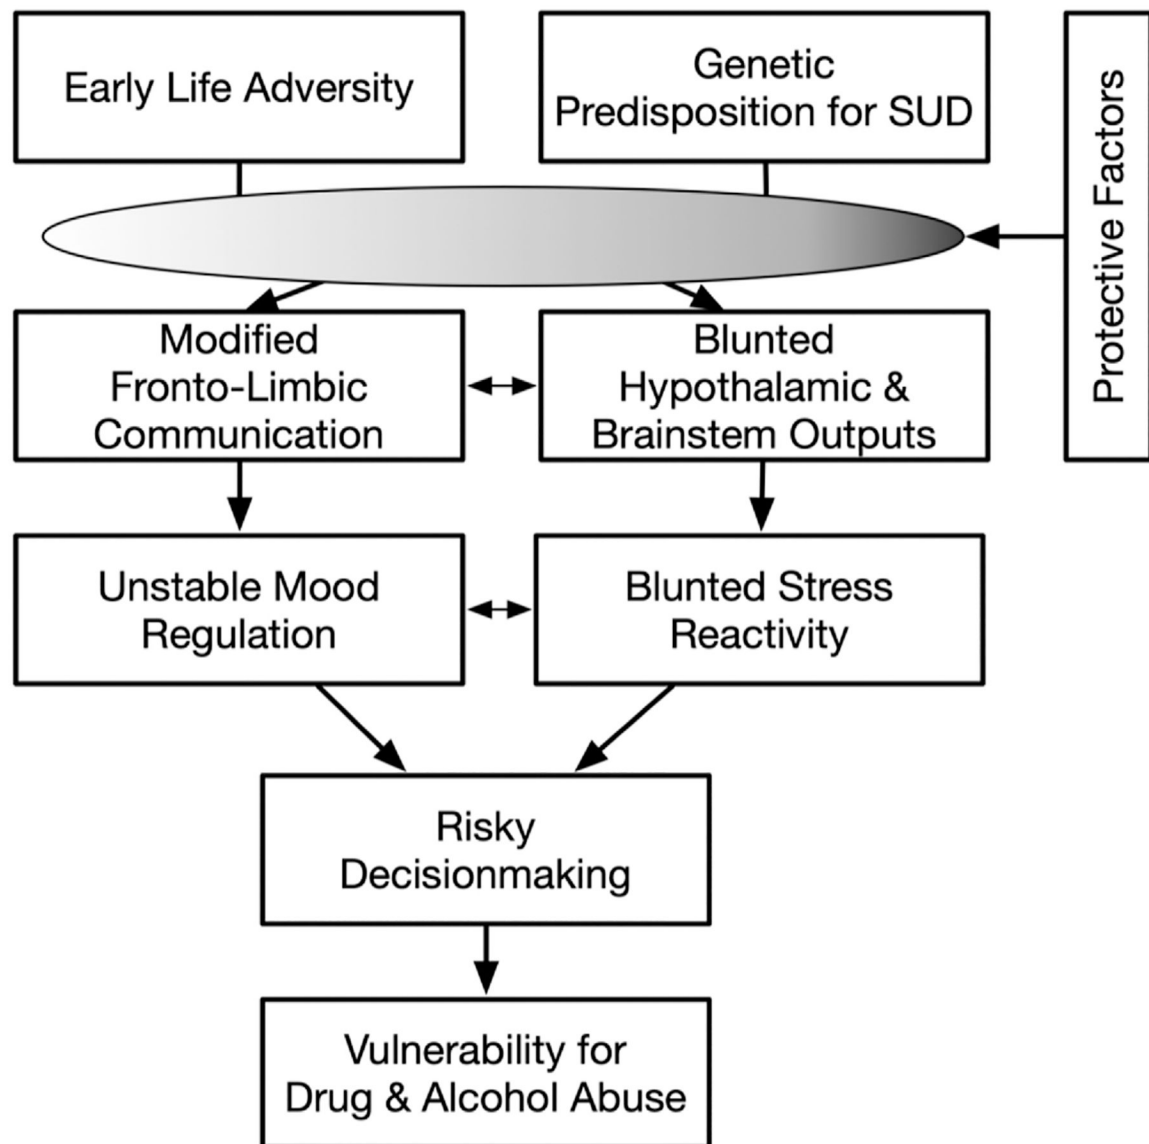 Early Life Adversity
Genetic
Predisposition for SUD
Protective Factors
Modified
Fronto-Limbic
Communication
Blunted
Hypothalamic &
Brainstem Outputs
Unstable Mood
Regulation
Blunted Stress
Reactivity
Risky
Decisionmaking
Vulnerability for
Drug & Alcohol Abuse